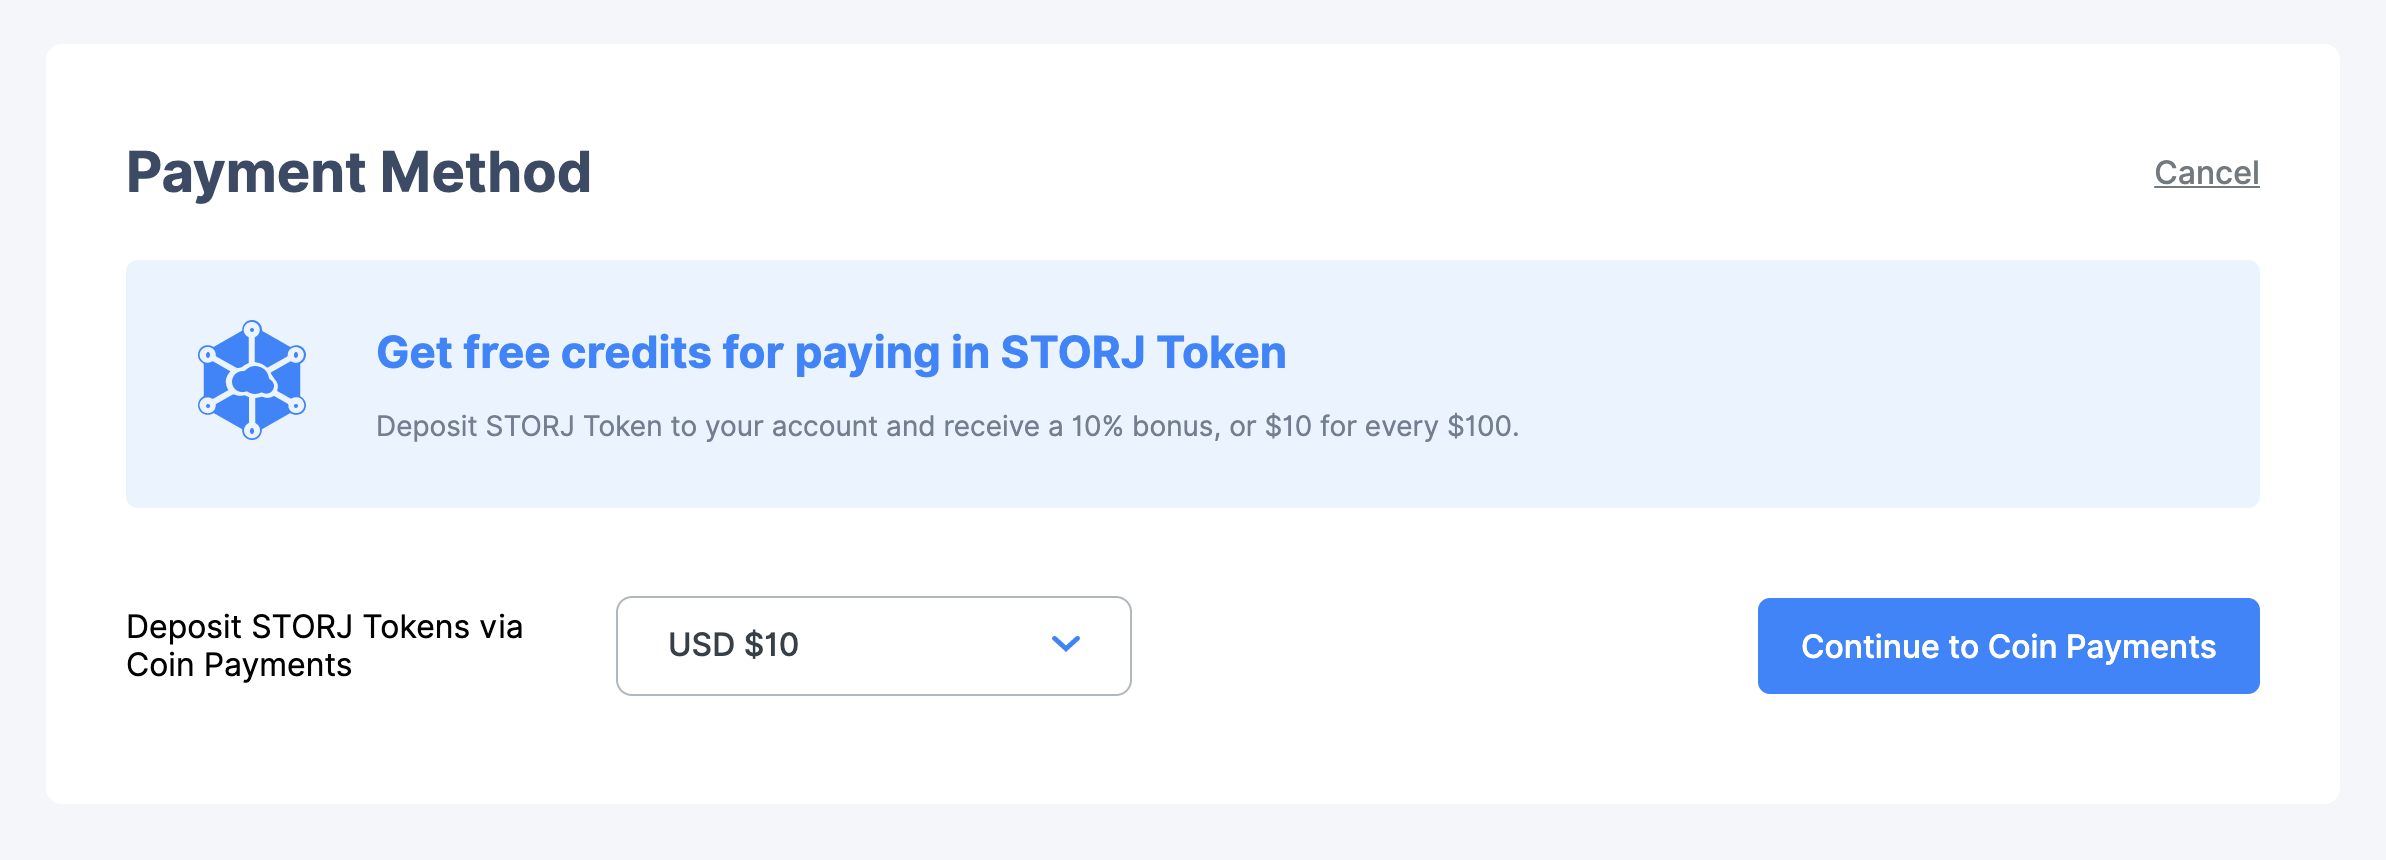 Payment Method
Cancel
Get free credits for paying in STORJ Token
Deposit STORJ Token to your account and receive a 10% bonus, or $10 for every $100.
Deposit STORJ Tokens via
Coin Payments
USD $10
Continue to Coin Payments